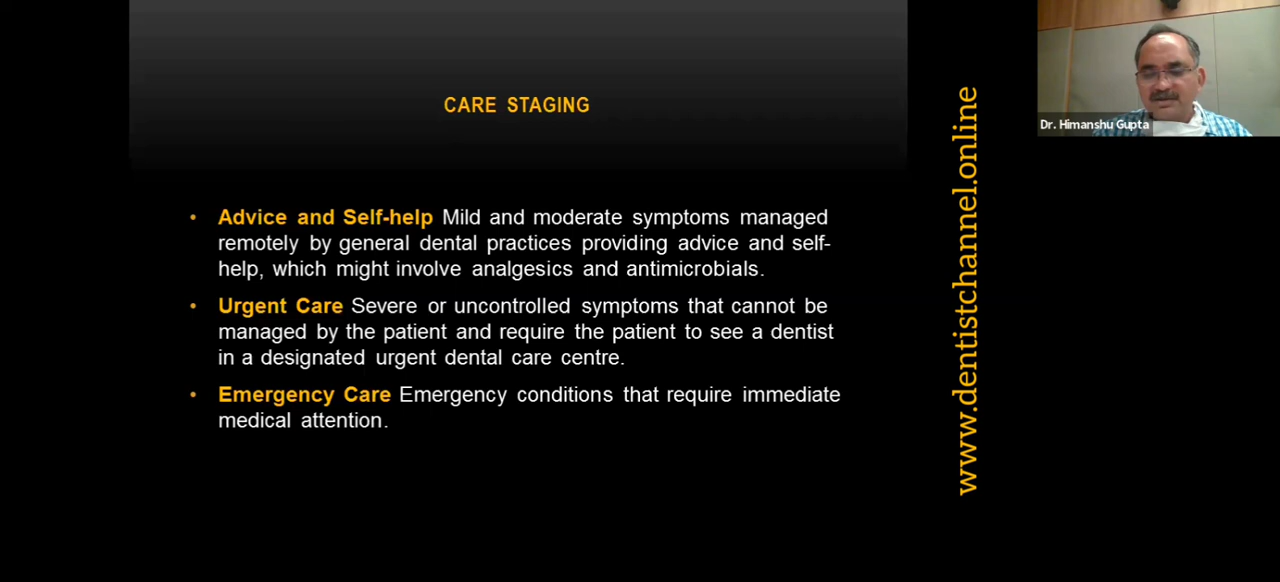 CARE STAGING
• Advice and Self-help Mild and moderate symptoms managed
remotely by general dental practices providing advice and self-
help, which might involve analgesics and antimicrobials.
• Urgent Care Severe or uncontrolled symptoms that cannot be
managed by the patient and require the patient to see a dentist
in a designated urgent dental care centre.
• Emergency Care Emergency conditions that require immediate
medical attention.
www.dentistchannel.online
Dr. Himanshu Gupta